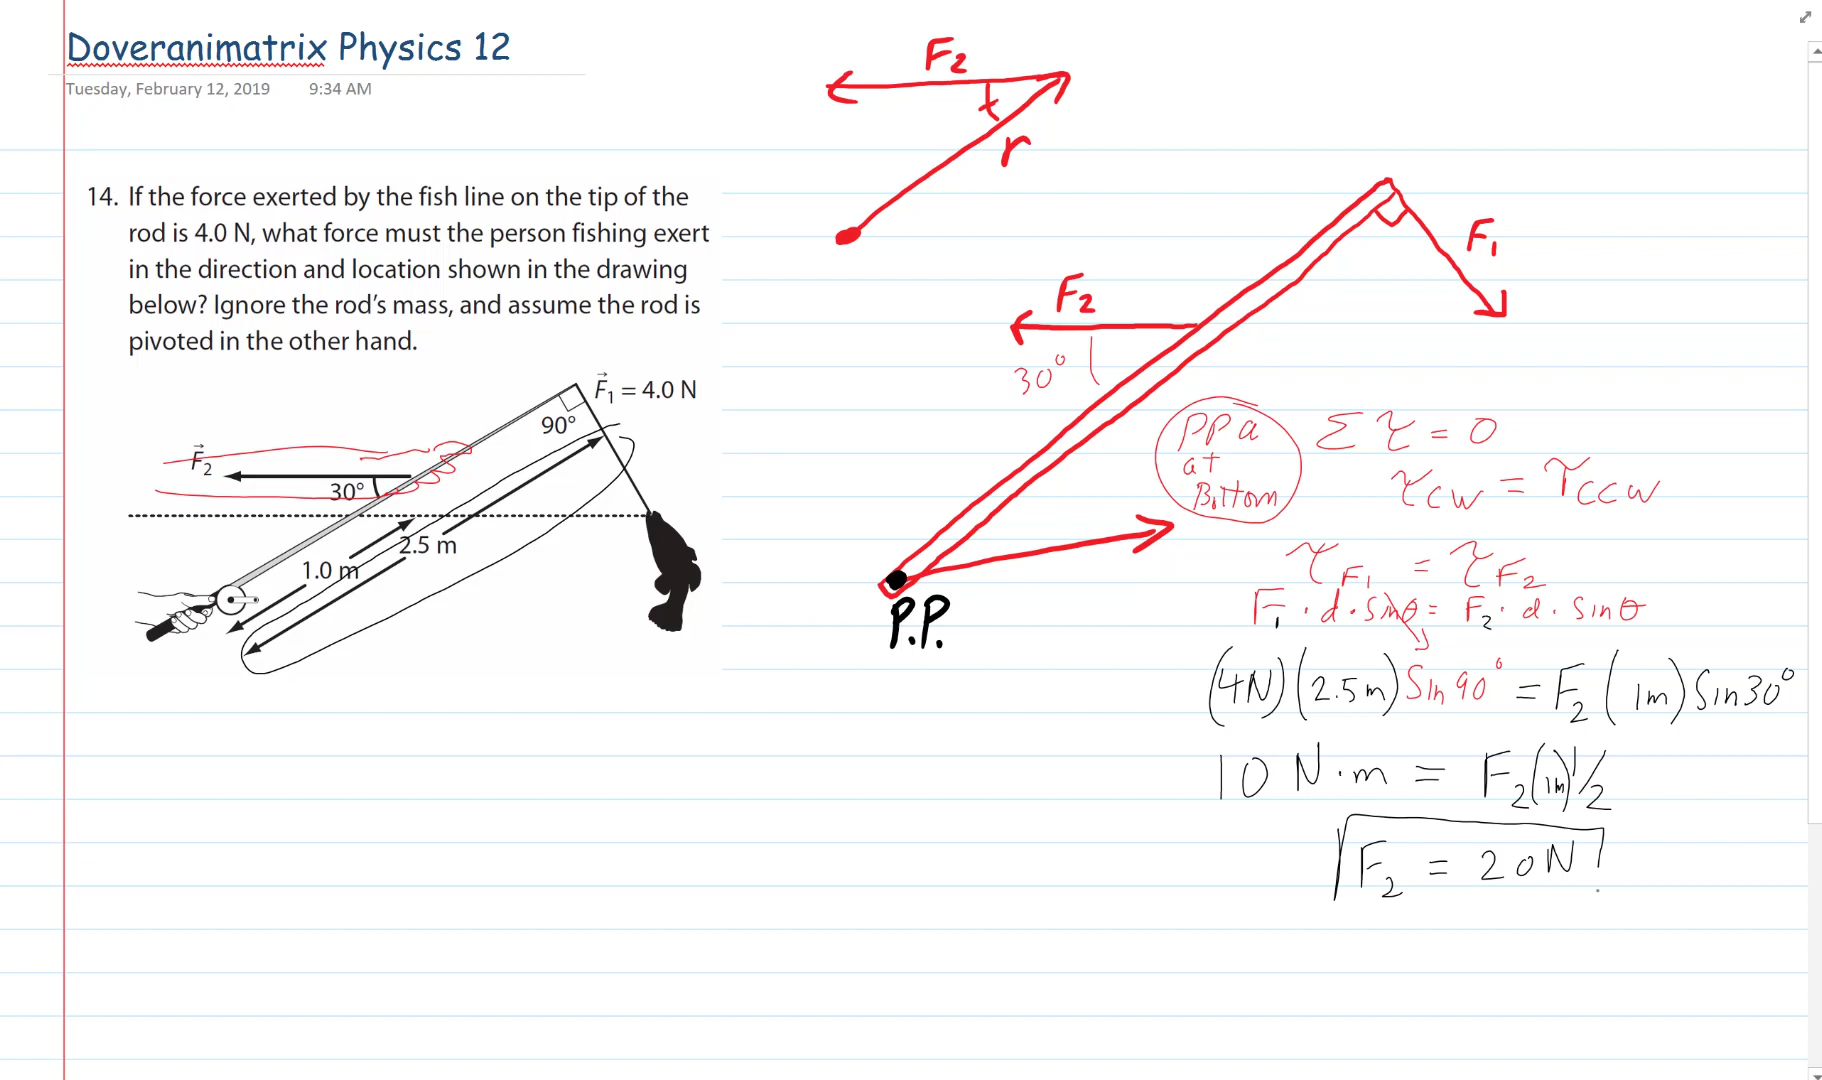 Doveranimatrix Physics 12
Tuesday, February 12, 2019 9:34 AM
14. If the force exerted by the fish line on the tip of the
rod is 4.0 N, what force must the person fishing exert
in the direction and location shown in the drawing
below? Ignore the rod's mass, and assume the rod is
pivoted in the other hand.
F⃗₁ = 4.0 N
90°
F⃗₂
30°
2.5 m
1.0 m
F₂
t
r
F₁
F₂
30°
P.P.
PP a
at
Bottom
Σ τ = 0
τcw = τccw
τF₁ = τF₂
F₁ · d · sinθ = F₂ · d · sinθ
(4N)(2.5m) Sin 90° = F₂ (1m) Sin30°
10 N·m = F₂(1m) 1/2
F₂ = 20N